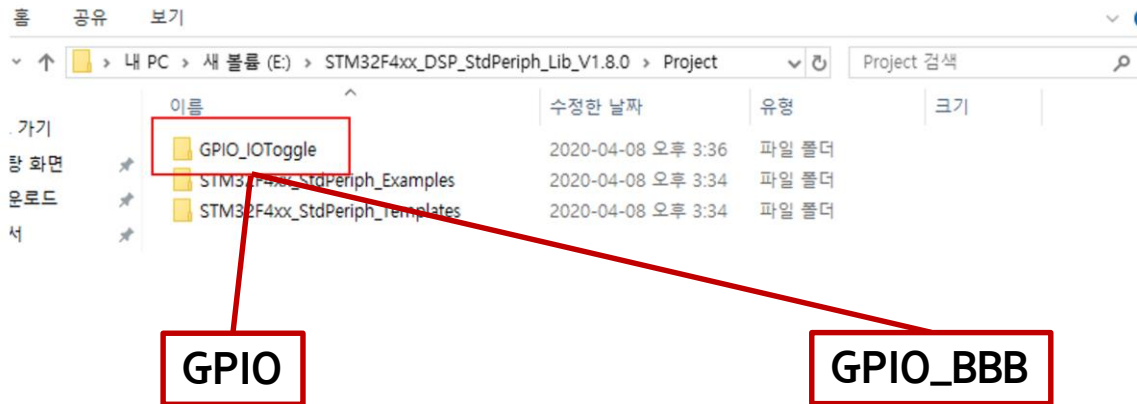 홈 공유 보기
내 PC > 새 볼륨 (E:) > STM32F4xx_DSP_StdPeriph_Lib_V1.8.0 > Project
Project 검색
이름 수정한 날짜 유형 크기
가기
화면
운로드
GPIO_IOToggle 2020-04-08 오후 3:36 파일 폴더
STM32F4xx_StdPeriph_Examples 2020-04-08 오후 3:34 파일 폴더
STM32F4xx_StdPeriph_Templates 2020-04-08 오후 3:34 파일 폴더
GPIO
GPIO_BBB